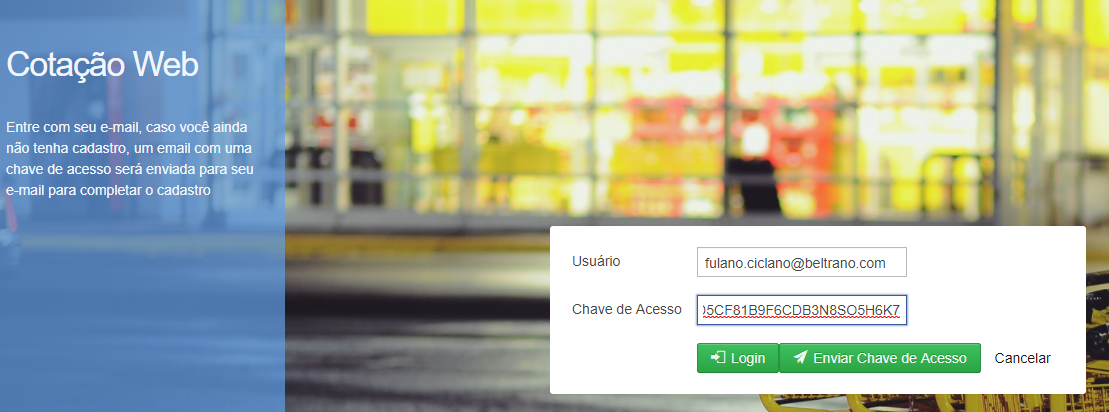 Cotação Web
Entre com seu e-mail, caso você ainda
não tenha cadastro, um email com uma
chave de acesso será enviada para seu
e-mail para completar o cadastro
Usuário
fulano.ciclano@beltrano.com
Chave de Acesso
05CF81B9F6CDB3N8SO5H6K7
Login
Enviar Chave de Acesso
Cancelar